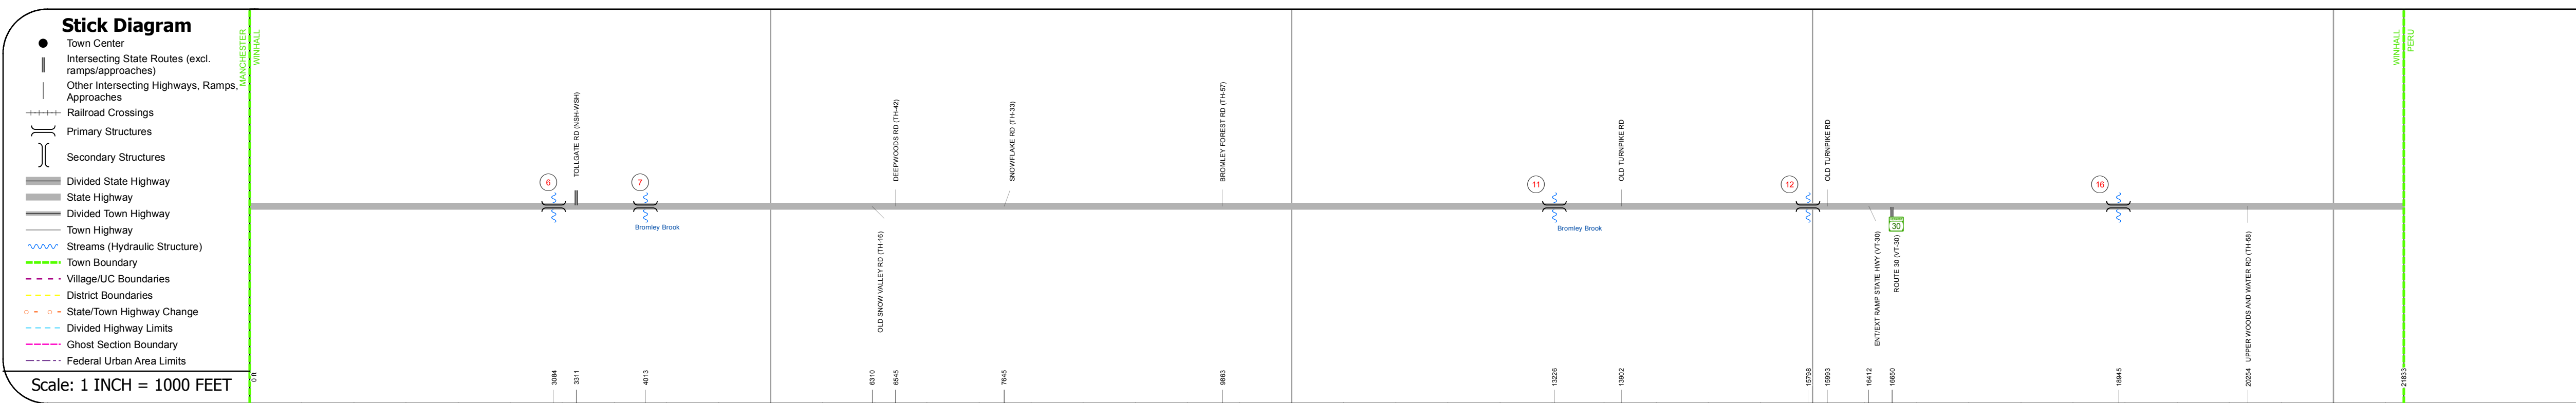 Stick Diagram
Town Center
Intersecting State Routes (excl.
ramps/approaches)
Other Intersecting Highways, Ramps,
Approaches
Railroad Crossings
Primary Structures
Secondary Structures
Divided State Highway
State Highway
Divided Town Highway
Town Highway
Streams (Hydraulic Structure)
Town Boundary
Village/UC Boundaries
District Boundaries
State/Town Highway Change
Divided Highway Limits
Ghost Section Boundary
Federal Urban Area Limits
Scale: 1 INCH = 1000 FEET
MANCHESTER
WINHALL
6
TOLLGATE RD (NSH-WSH)
7
Bromley Brook
OLD SNOW VALLEY RD (TH-16)
DEEPWOODS RD (TH-42)
SNOWFLAKE RD (TH-33)
BROMLEY FOREST RD (TH-57)
11
Bromley Brook
OLD TURNPIKE RD
12
OLD TURNPIKE RD
ENT/EXT RAMP STATE HWY (VT-30)
30
ROUTE 30 (VT-30)
16
UPPER WOODS AND WATER RD (TH-58)
WINHALL
PERU
0 ft
3084
3311
4013
6310
6545
7645
9863
13226
13902
15798
15993
16412
16650
18945
20254
21833